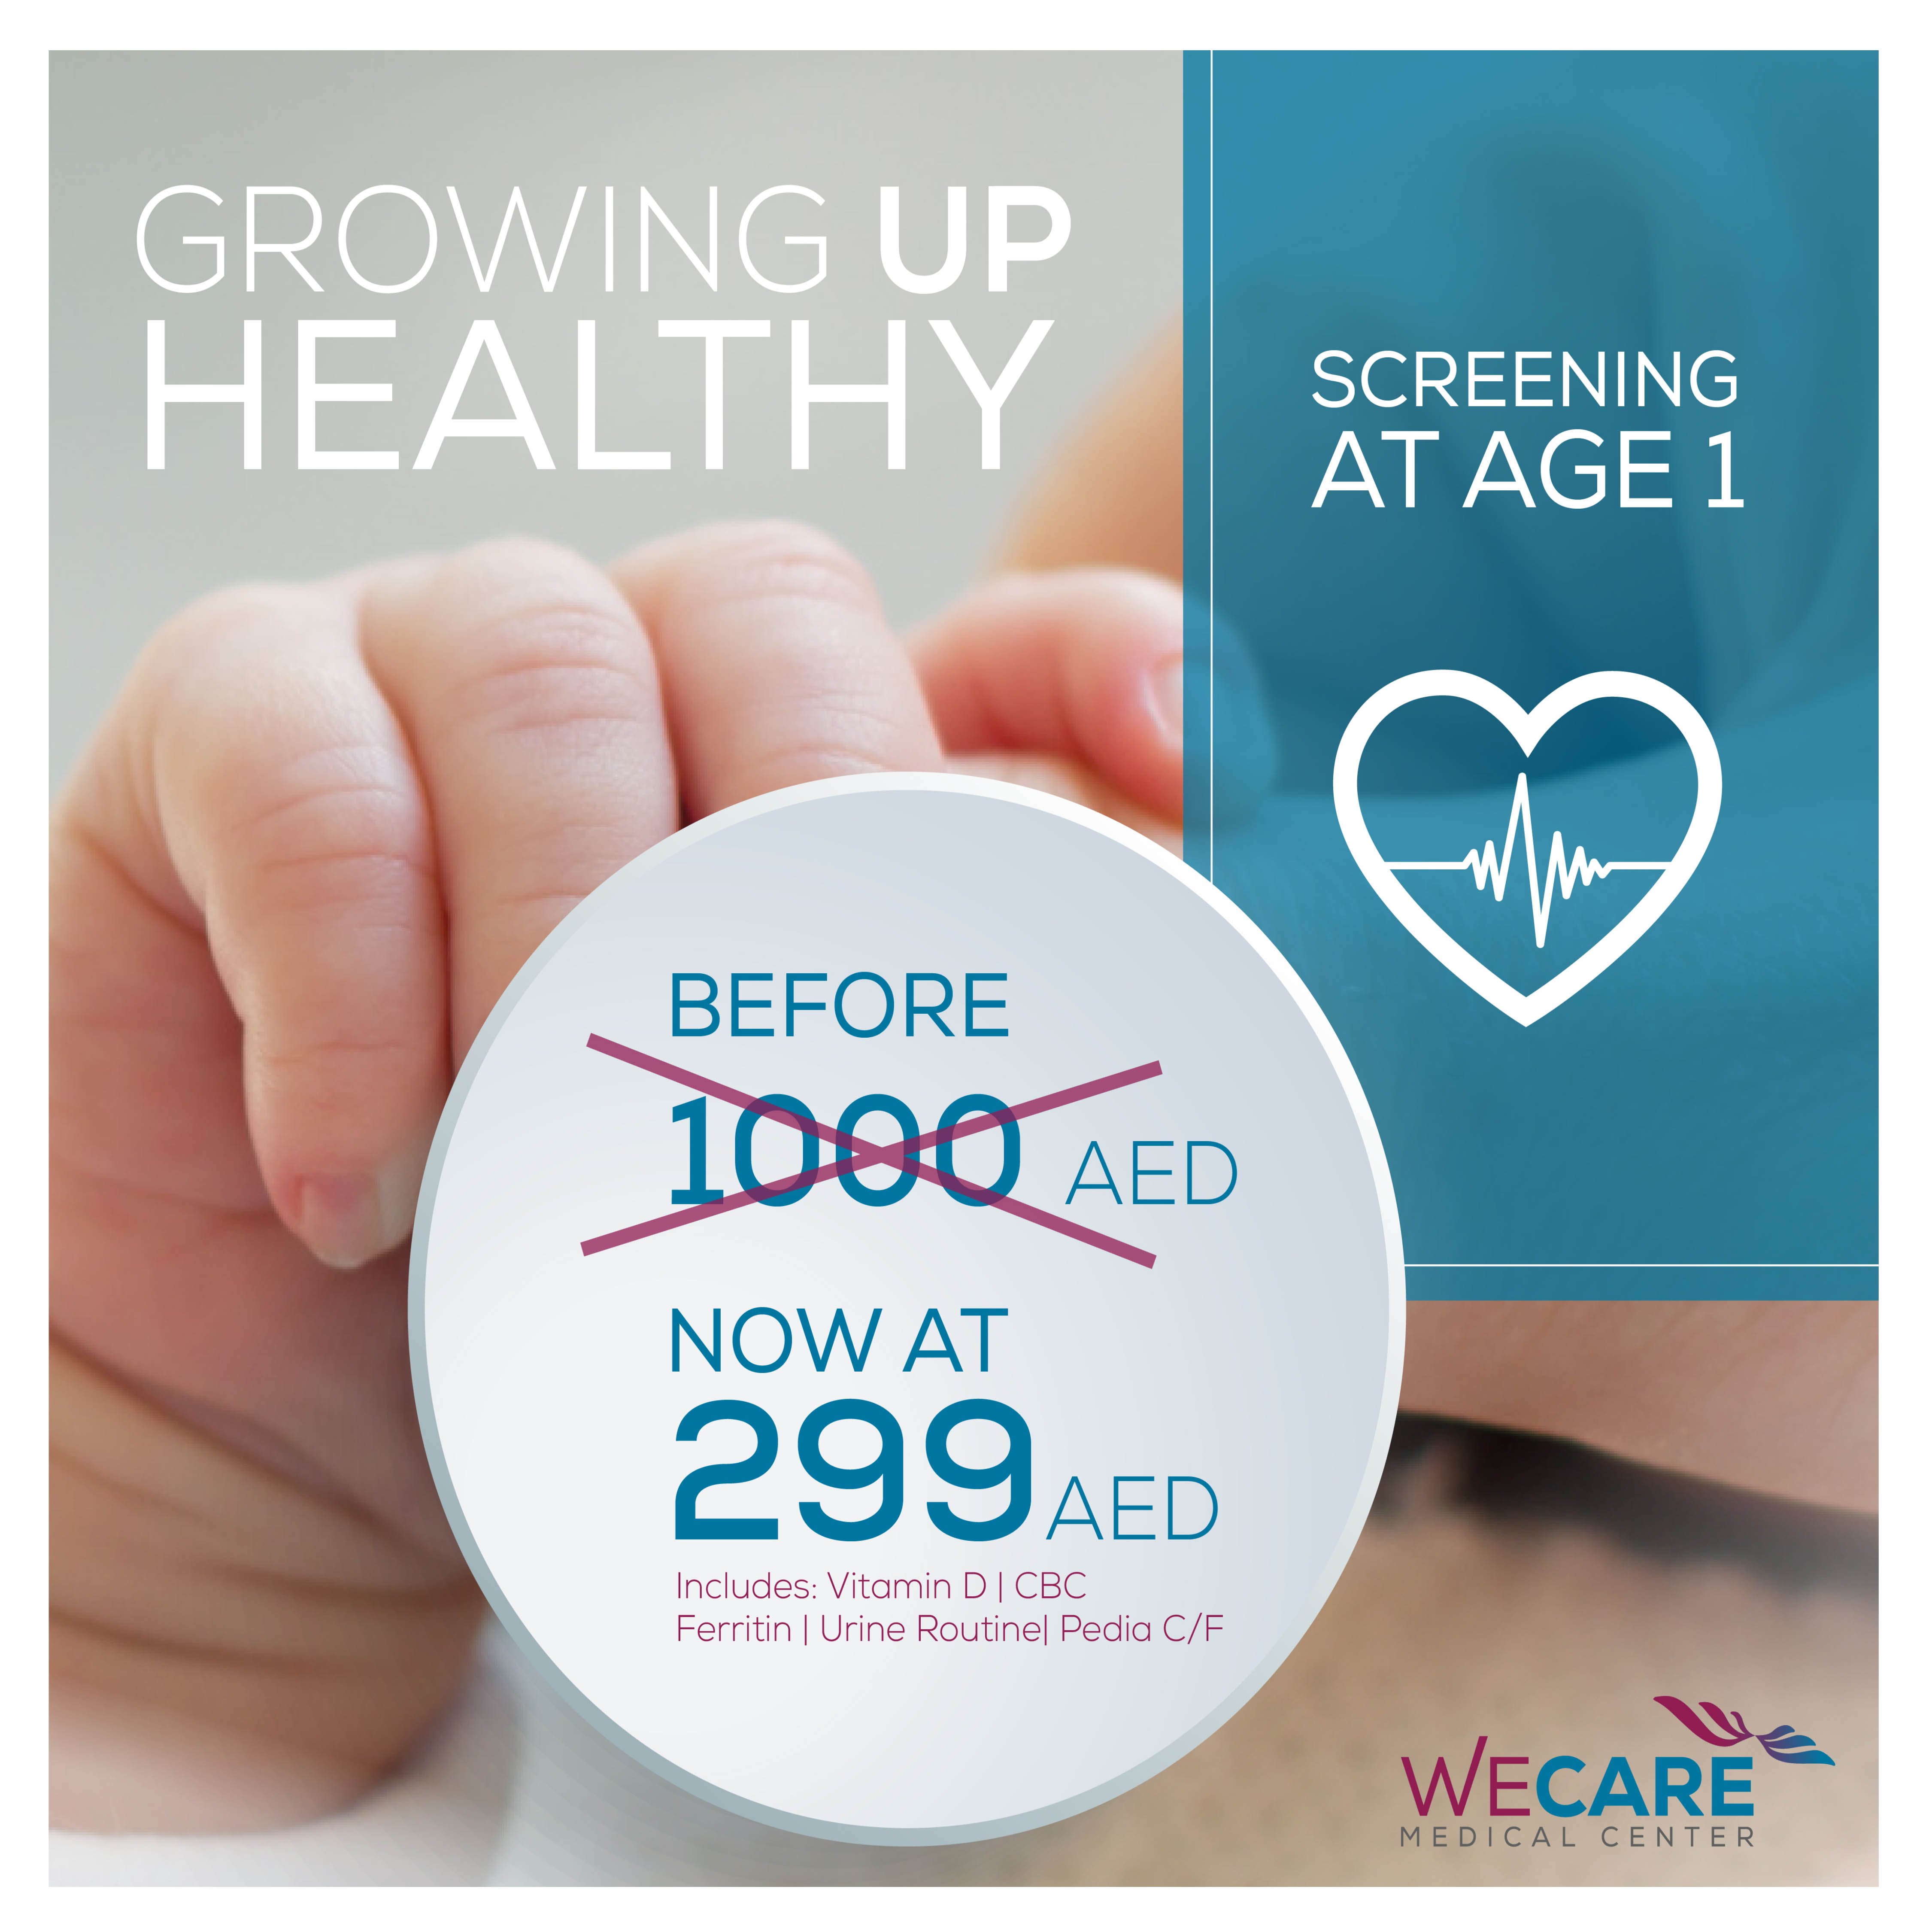 GROWING UP
HEALTHY
SCREENING
AT AGE 1
BEFORE
1000 AED
NOW AT
299 AED
Includes: Vitamin D | CBC
Ferritin | Urine Routine| Pedia C/F
WECARE
MEDICAL CENTER